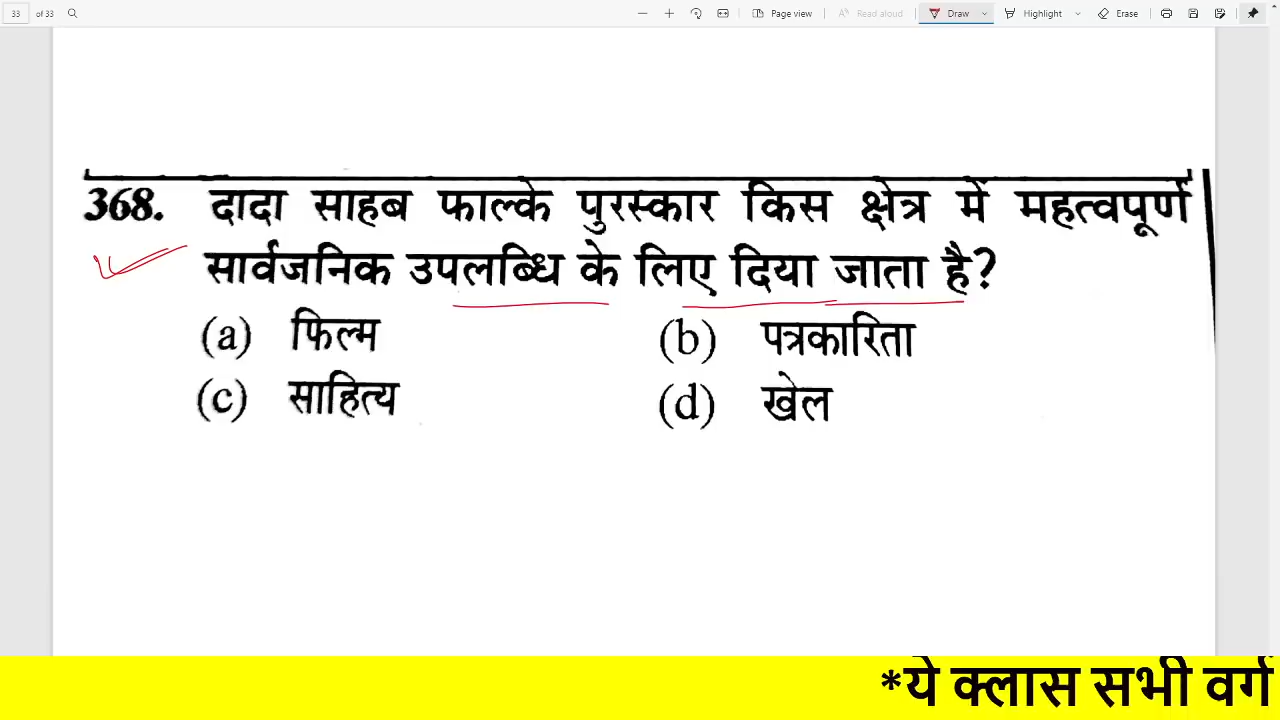 33 of 33 Page view Read aloud Draw Highlight Erase
368. दादा साहब फाल्के पुरस्कार किस क्षेत्र में महत्वपूर्ण
सार्वजनिक उपलब्धि के लिए दिया जाता है?
(a) फिल्म (b) पत्रकारिता
(c) साहित्य (d) खेल
*ये क्लास सभी वर्ग